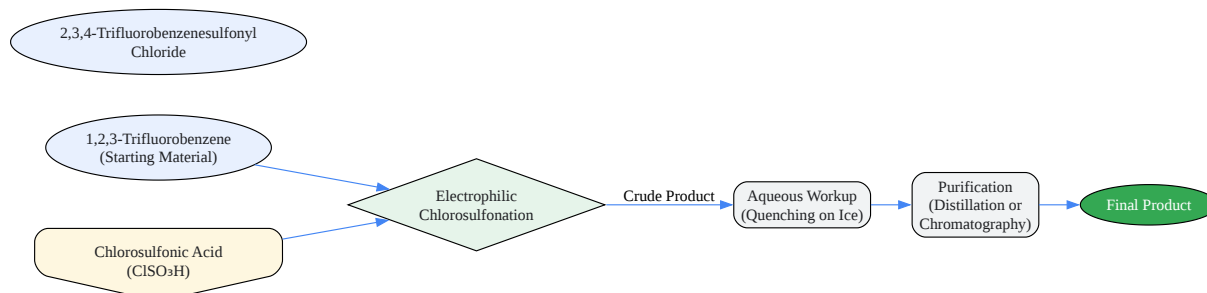 2,3,4-Trifluorobenzenesulfonyl
Chloride
1,2,3-Trifluorobenzene
(Starting Material)
Chlorosulfonic Acid
(ClSO₃H)
Electrophilic
Chlorosulfonation
Crude Product
Aqueous Workup
(Quenching on Ice)
Purification
(Distillation or
Chromatography)
Final Product